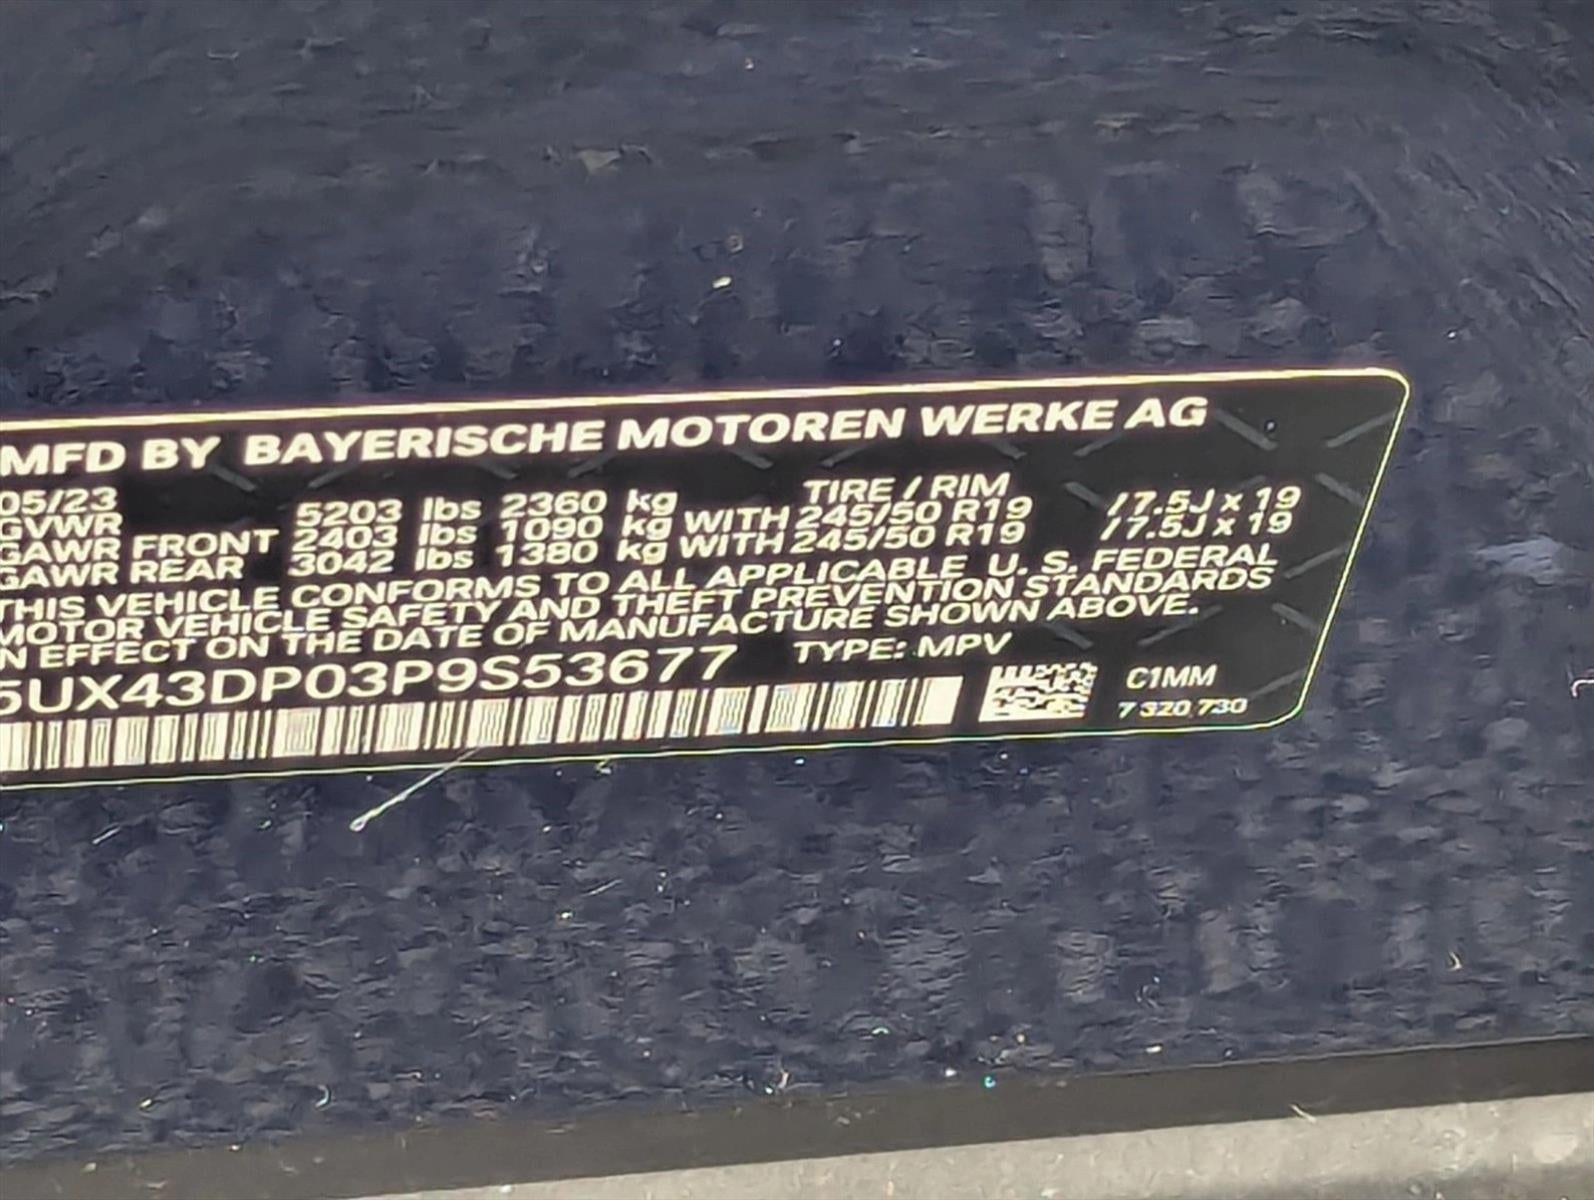 MFD BY BAYERISCHE MOTOREN WERKE AG
05/23 TIRE / RIM
GVWR 5203 lbs 2360 kg
GAWR FRONT 2403 lbs 1090 kg WITH 245/50 R19 / 7.5J x 19
GAWR REAR 3042 lbs 1380 kg WITH 245/50 R19 / 7.5J x 19
THIS VEHICLE CONFORMS TO ALL APPLICABLE U. S. FEDERAL
MOTOR VEHICLE SAFETY AND THEFT PREVENTION STANDARDS
IN EFFECT ON THE DATE OF MANUFACTURE SHOWN ABOVE.
5UX43DP03P9S53677 TYPE: MPV
C1MM
7 320 730